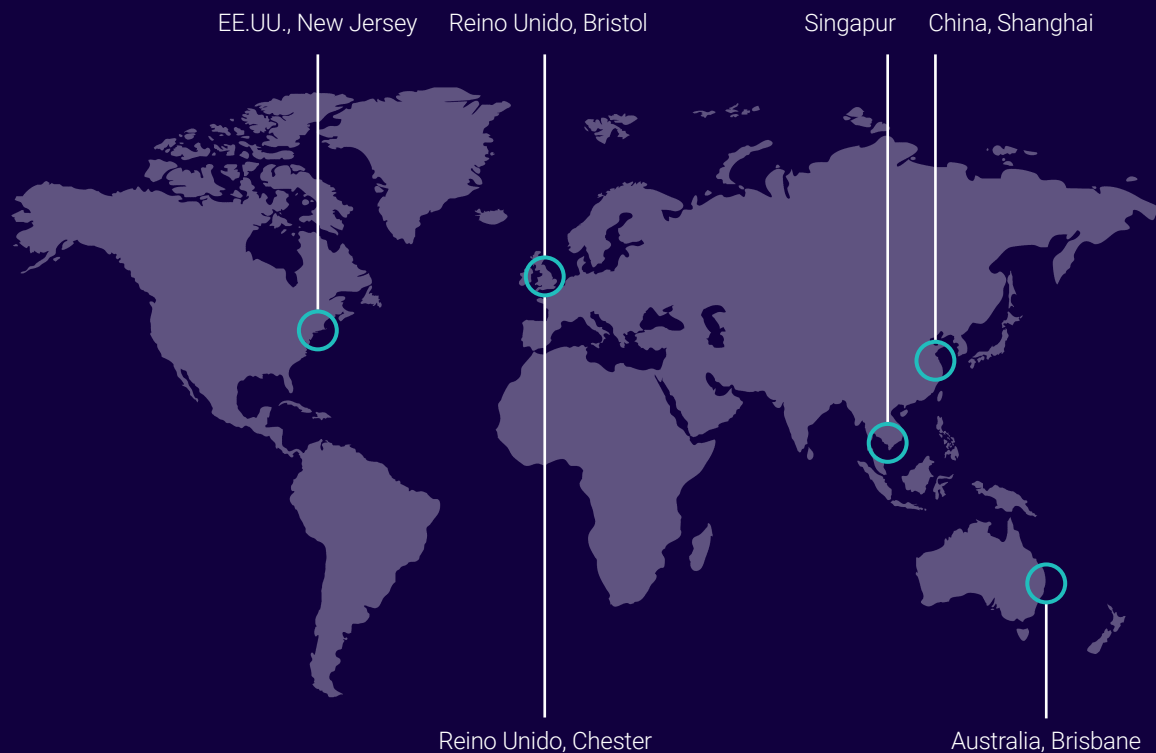 EE.UU., New Jersey
Reino Unido, Bristol
Singapur
China, Shanghai
Reino Unido, Chester
Australia, Brisbane